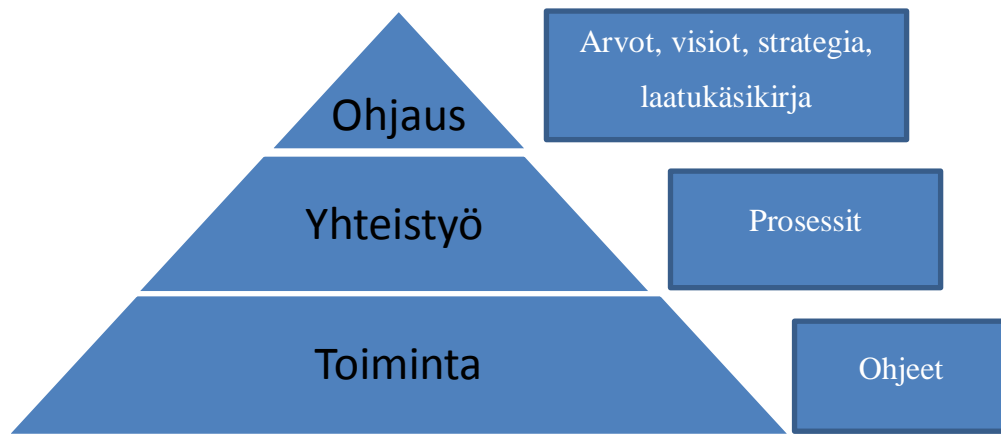 Arvot, visiot, strategia,
laatukäsikirja
Ohjaus
Yhteistyö
Prosessit
Toiminta
Ohjeet